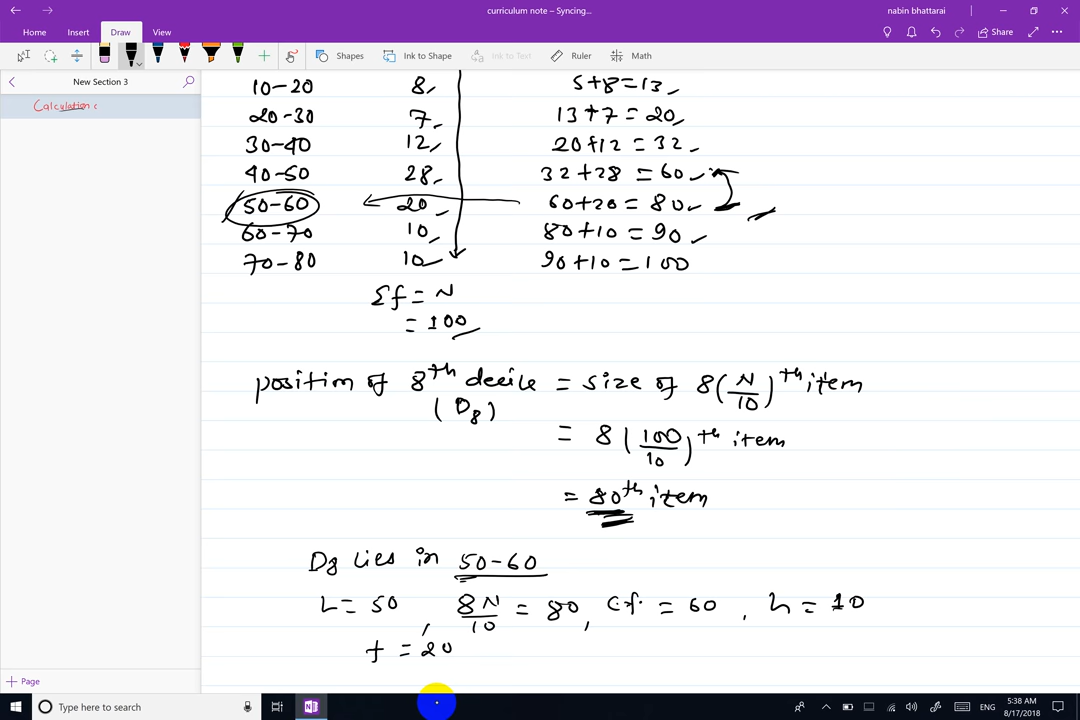 curriculum note - Syncing...
nabin bhattarai
Home Insert Draw View
Share
Shapes
Ink to Shape
Ink to Text
Ruler
Math
New Section 3
Calculation
10-20 8 5+8=13
20-30 7 13+7=20
30-40 12 20+12=32
40-50 28 32+28=60
50-60 20 60+20=80
60-70 10 80+10=90
70-80 10 90+10=100
Σf = N
= 100
position of 8th decile = size of 8(N/10)th item
(D8)
= 8(100/10)th item
= 80th item
D8 lies in 50-60
L = 50, 8N/10 = 80, c.f. = 60, h = 10
f = 20
+ Page
Type here to search
ENG
5:38 AM
8/17/2018